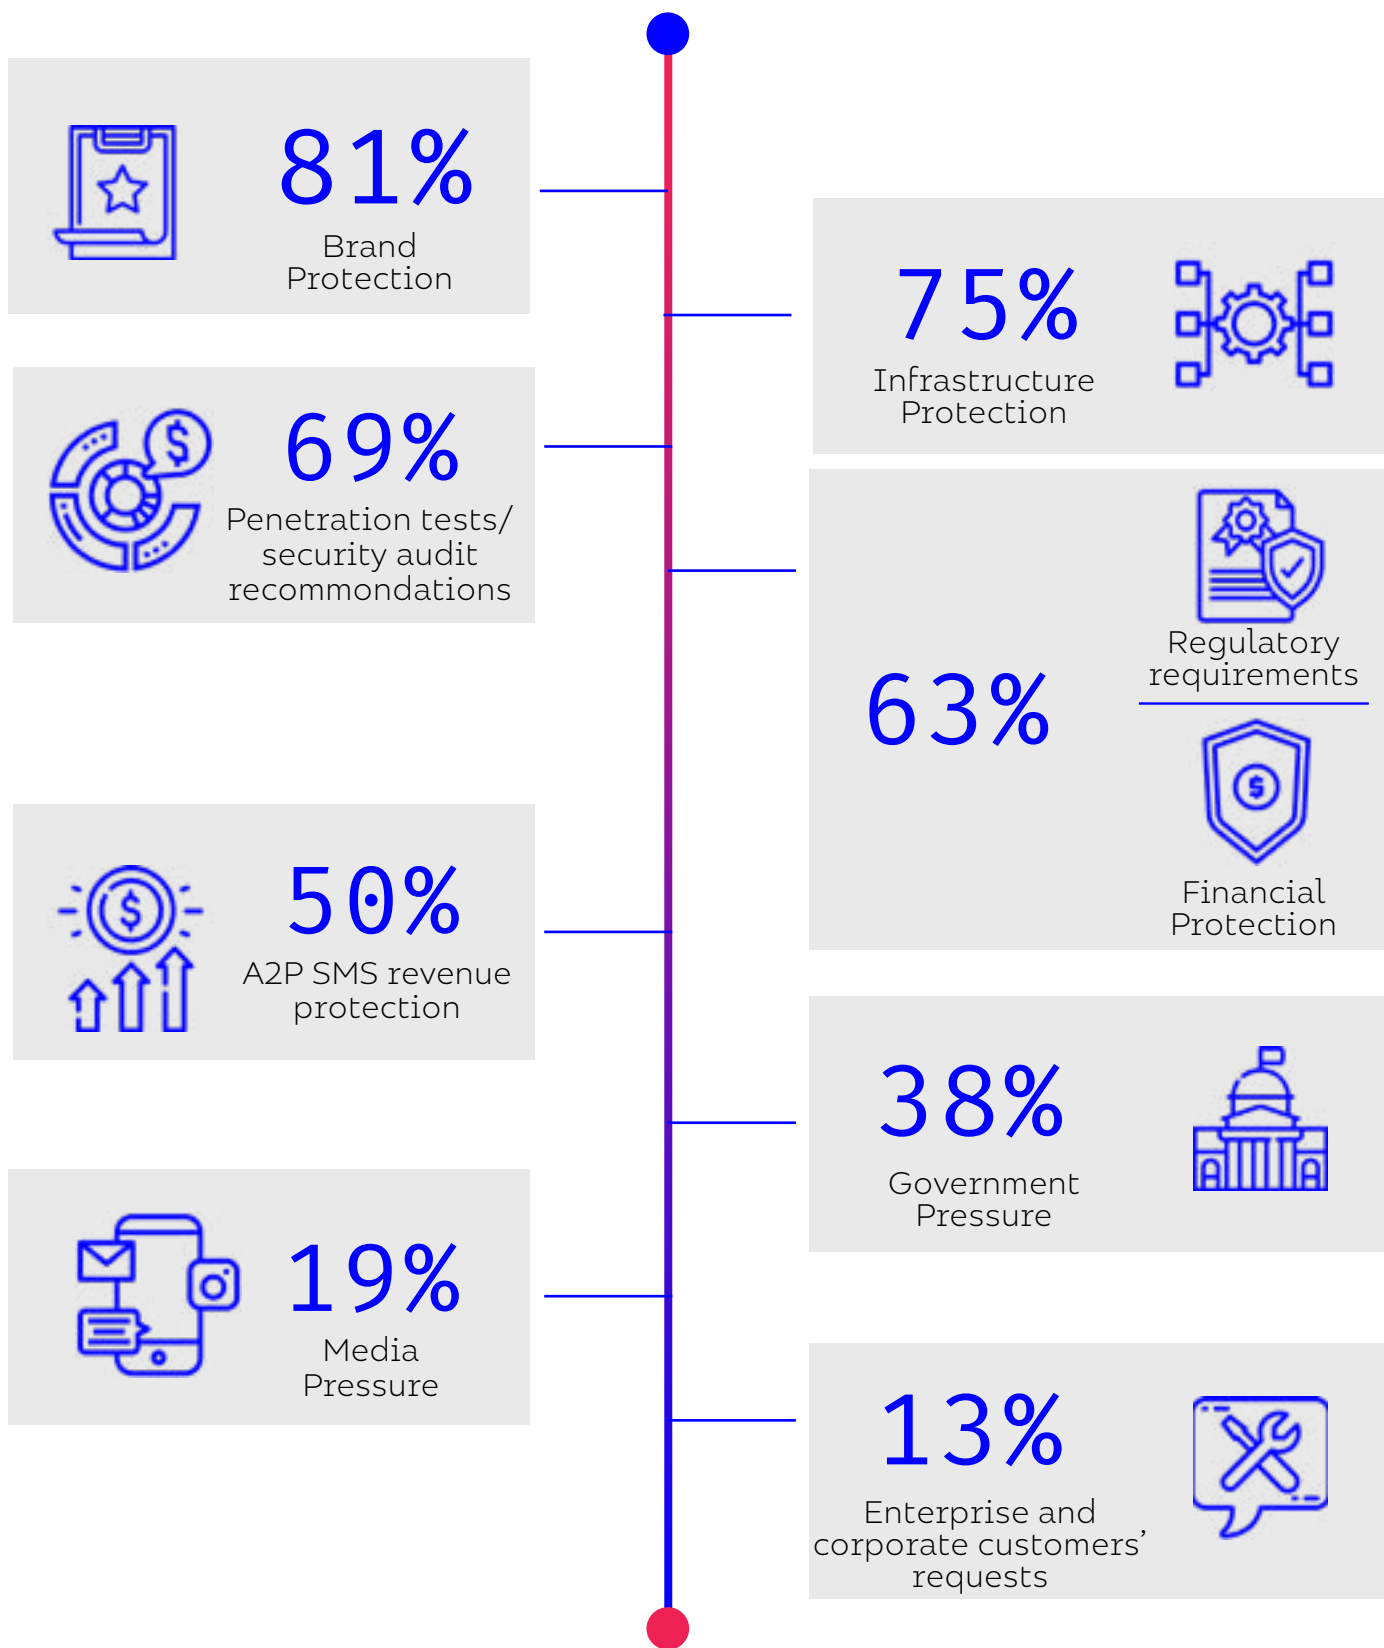 81%
Brand
Protection
75%
Infrastructure
Protection
69%
Penetration tests/
security audit
recommondations
63%
Regulatory
requirements
Financial
Protection
50%
A2P SMS revenue
protection
38%
Government
Pressure
19%
Media
Pressure
13%
Enterprise and
corporate customers’
requests